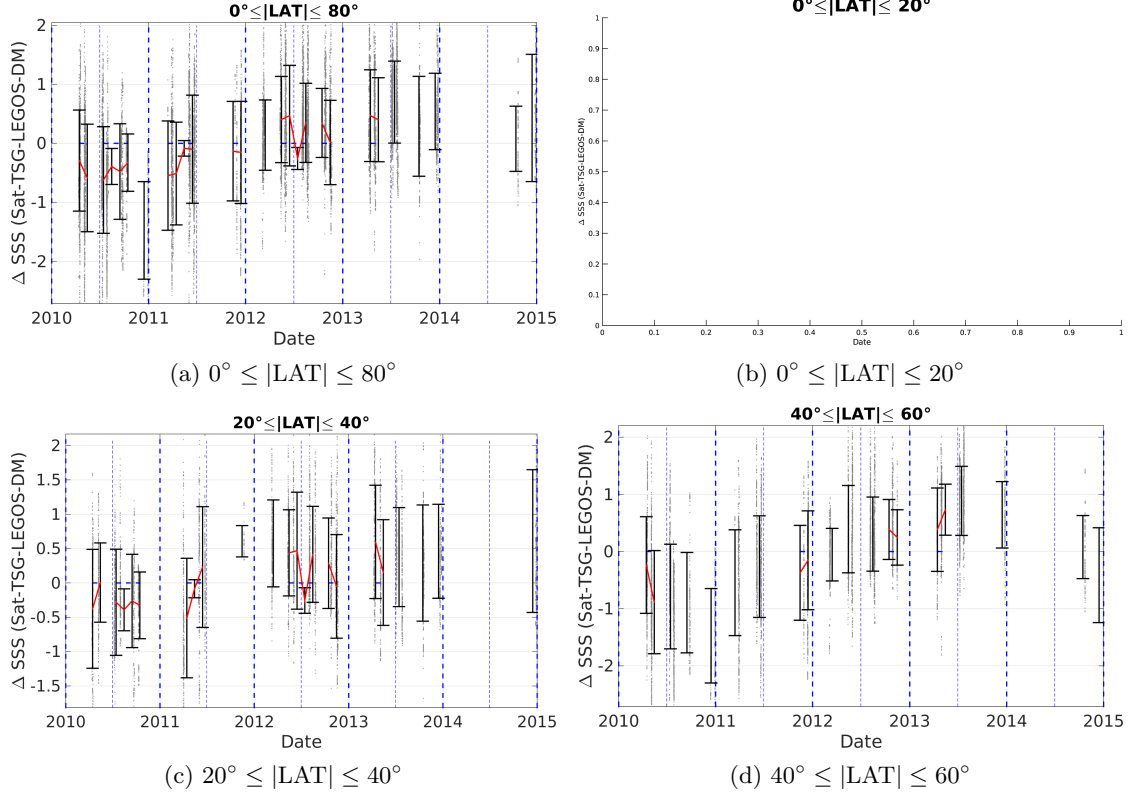 0°≤|LAT|≤ 80°
Δ SSS (Sat-TSG-LEGOS-DM)
2
1
0
-1
-2
2010 2011 2012 2013 2014 2015
Date
(a) 0° ≤ |LAT| ≤ 80°
0°≤|LAT|≤ 20°
Δ SSS (Sat-TSG-LEGOS-DM)
1
0.9
0.8
0.7
0.6
0.5
0.4
0.3
0.2
0.1
0
0 0.1 0.2 0.3 0.4 0.5 0.6 0.7 0.8 0.9 1
Date
(b) 0° ≤ |LAT| ≤ 20°
20°≤|LAT|≤ 40°
Δ SSS (Sat-TSG-LEGOS-DM)
2
1.5
1
0.5
0
-0.5
-1
-1.5
2010 2011 2012 2013 2014 2015
Date
(c) 20° ≤ |LAT| ≤ 40°
40°≤|LAT|≤ 60°
Δ SSS (Sat-TSG-LEGOS-DM)
2
1
0
-1
-2
2010 2011 2012 2013 2014 2015
Date
(d) 40° ≤ |LAT| ≤ 60°